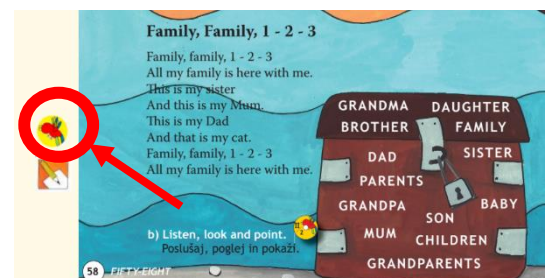 Family, Family, 1 - 2 - 3
Family, family, 1 - 2 - 3
All my family is here with me.
This is my sister
And this is my Mum.
This is my Dad
And that is my cat.
Family, family, 1 - 2 - 3
All my family is here with me.
b) Listen, look and point.
Poslušaj, poglej in pokaži.
58 FIFTY-EIGHT
GRANDMA DAUGHTER
BROTHER FAMILY
DAD SISTER
PARENTS
GRANDPA BABY
SON
MUM CHILDREN
GRANDPARENTS